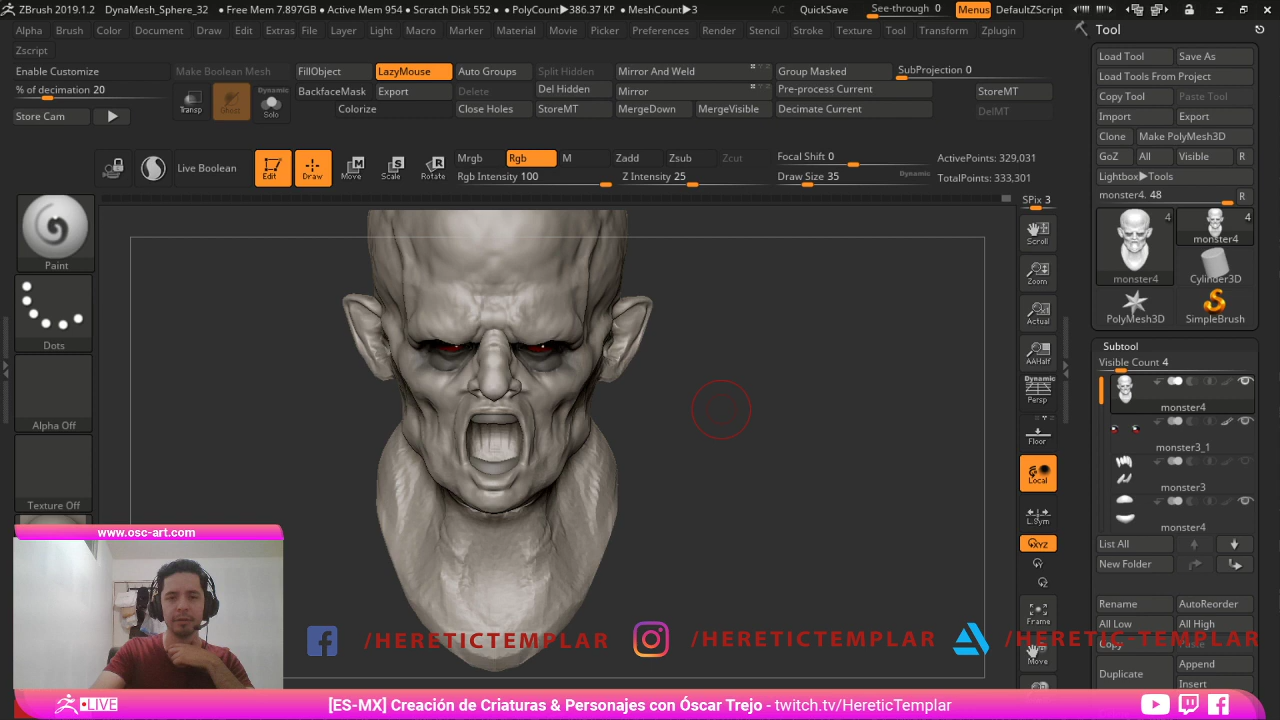 ZBrush 2019.1.2 DynaMesh_Sphere_32 • Free Mem 7.897GB • Active Mem 954 • Scratch Disk 552 • PolyCount▶386.37 KP • MeshCount▶3 AC QuickSave See-through 0 Menus DefaultZScript
Alpha Brush Color Document Draw Edit Extras File Layer Light Macro Marker Material Movie Picker Preferences Render Stencil Stroke Texture Tool Transform Zplugin
Zscript
Enable Customize Make Boolean Mesh FillObject LazyMouse Auto Groups Split Hidden Mirror And Weld Group Masked SubProjection 0
% of decimation 20 Transp Ghost Dynamic Solo BackfaceMask Export Delete Del Hidden Mirror Pre-process Current StoreMT
Store Cam Colorize Close Holes StoreMT MergeDown MergeVisible Decimate Current DelMT
Live Boolean Edit Draw Move Scale Rotate Mrgb Rgb M Zadd Zsub Zcut Focal Shift 0 ActivePoints: 329,031
Rgb Intensity 100 Z Intensity 25 Draw Size 35 Dynamic TotalPoints: 333,301
Paint
Dots
Alpha Off
Texture Off
SPix 3
Scroll
Zoom
Actual
AAHalf
Dynamic
Persp
Floor
Local
L.Sym
XYZ
Frame
Move
Tool
Load Tool Save As
Load Tools From Project
Copy Tool Paste Tool
Import Export
Clone Make PolyMesh3D
GoZ All Visible R
Lightbox▶Tools
monster4. 48 R
4 4
monster4
monster4 Cylinder3D
PolyMesh3D SimpleBrush
Subtool
Visible Count 4
monster4
monster3_1
monster3
monster4
List All
New Folder
Rename AutoReorder
All Low All High
Copy Paste
Duplicate Append
Insert
www.osc-art.com
/HERETICTEMPLAR /HERETICTEMPLAR /HERETIC-TEMPLAR
LIVE [ES-MX] Creación de Criaturas & Personajes con Óscar Trejo - twitch.tv/HereticTemplar